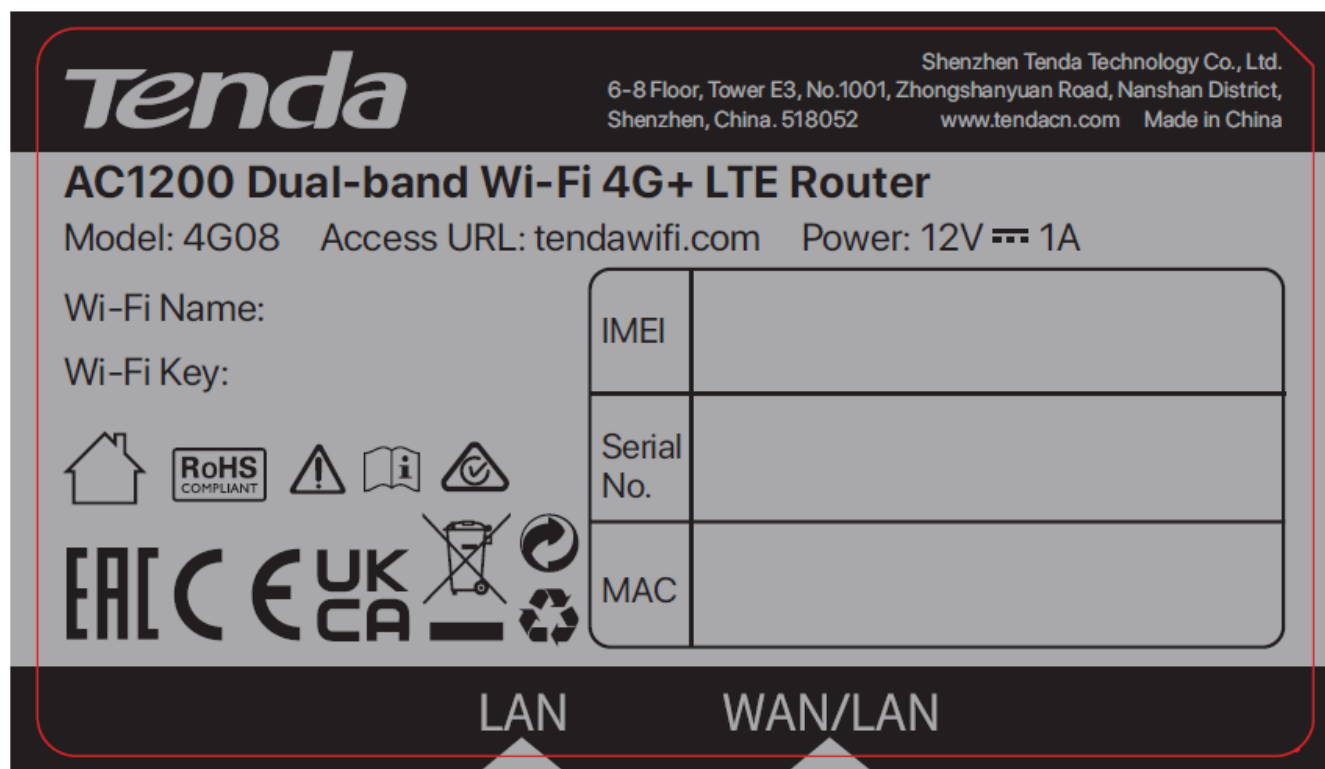 Tenda
Shenzhen Tenda Technology Co., Ltd.
6-8 Floor, Tower E3, No.1001, Zhongshanyuan Road, Nanshan District,
Shenzhen, China. 518052 www.tendacn.com Made in China
AC1200 Dual-band Wi-Fi 4G+ LTE Router
Model: 4G08 Access URL: tendawifi.com Power: 12V ⎓ 1A
Wi-Fi Name:
Wi-Fi Key:
IMEI
Serial
No.
MAC
RoHS
COMPLIANT
i
EAC CE UK
CA
LAN WAN/LAN